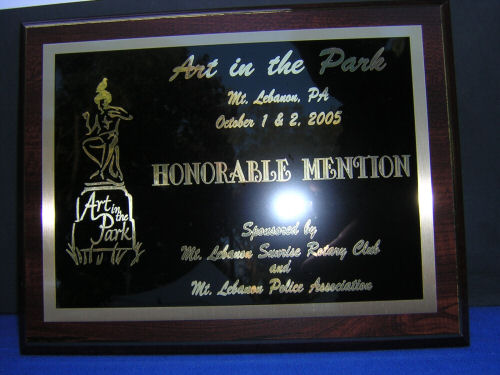 Art in the Park
Mt. Lebanon, PA
October 1 & 2, 2005
HONORABLE MENTION
Art in the
Park
Sponsored by
Mt. Lebanon Sunrise Rotary Club
and
Mt. Lebanon Police Association